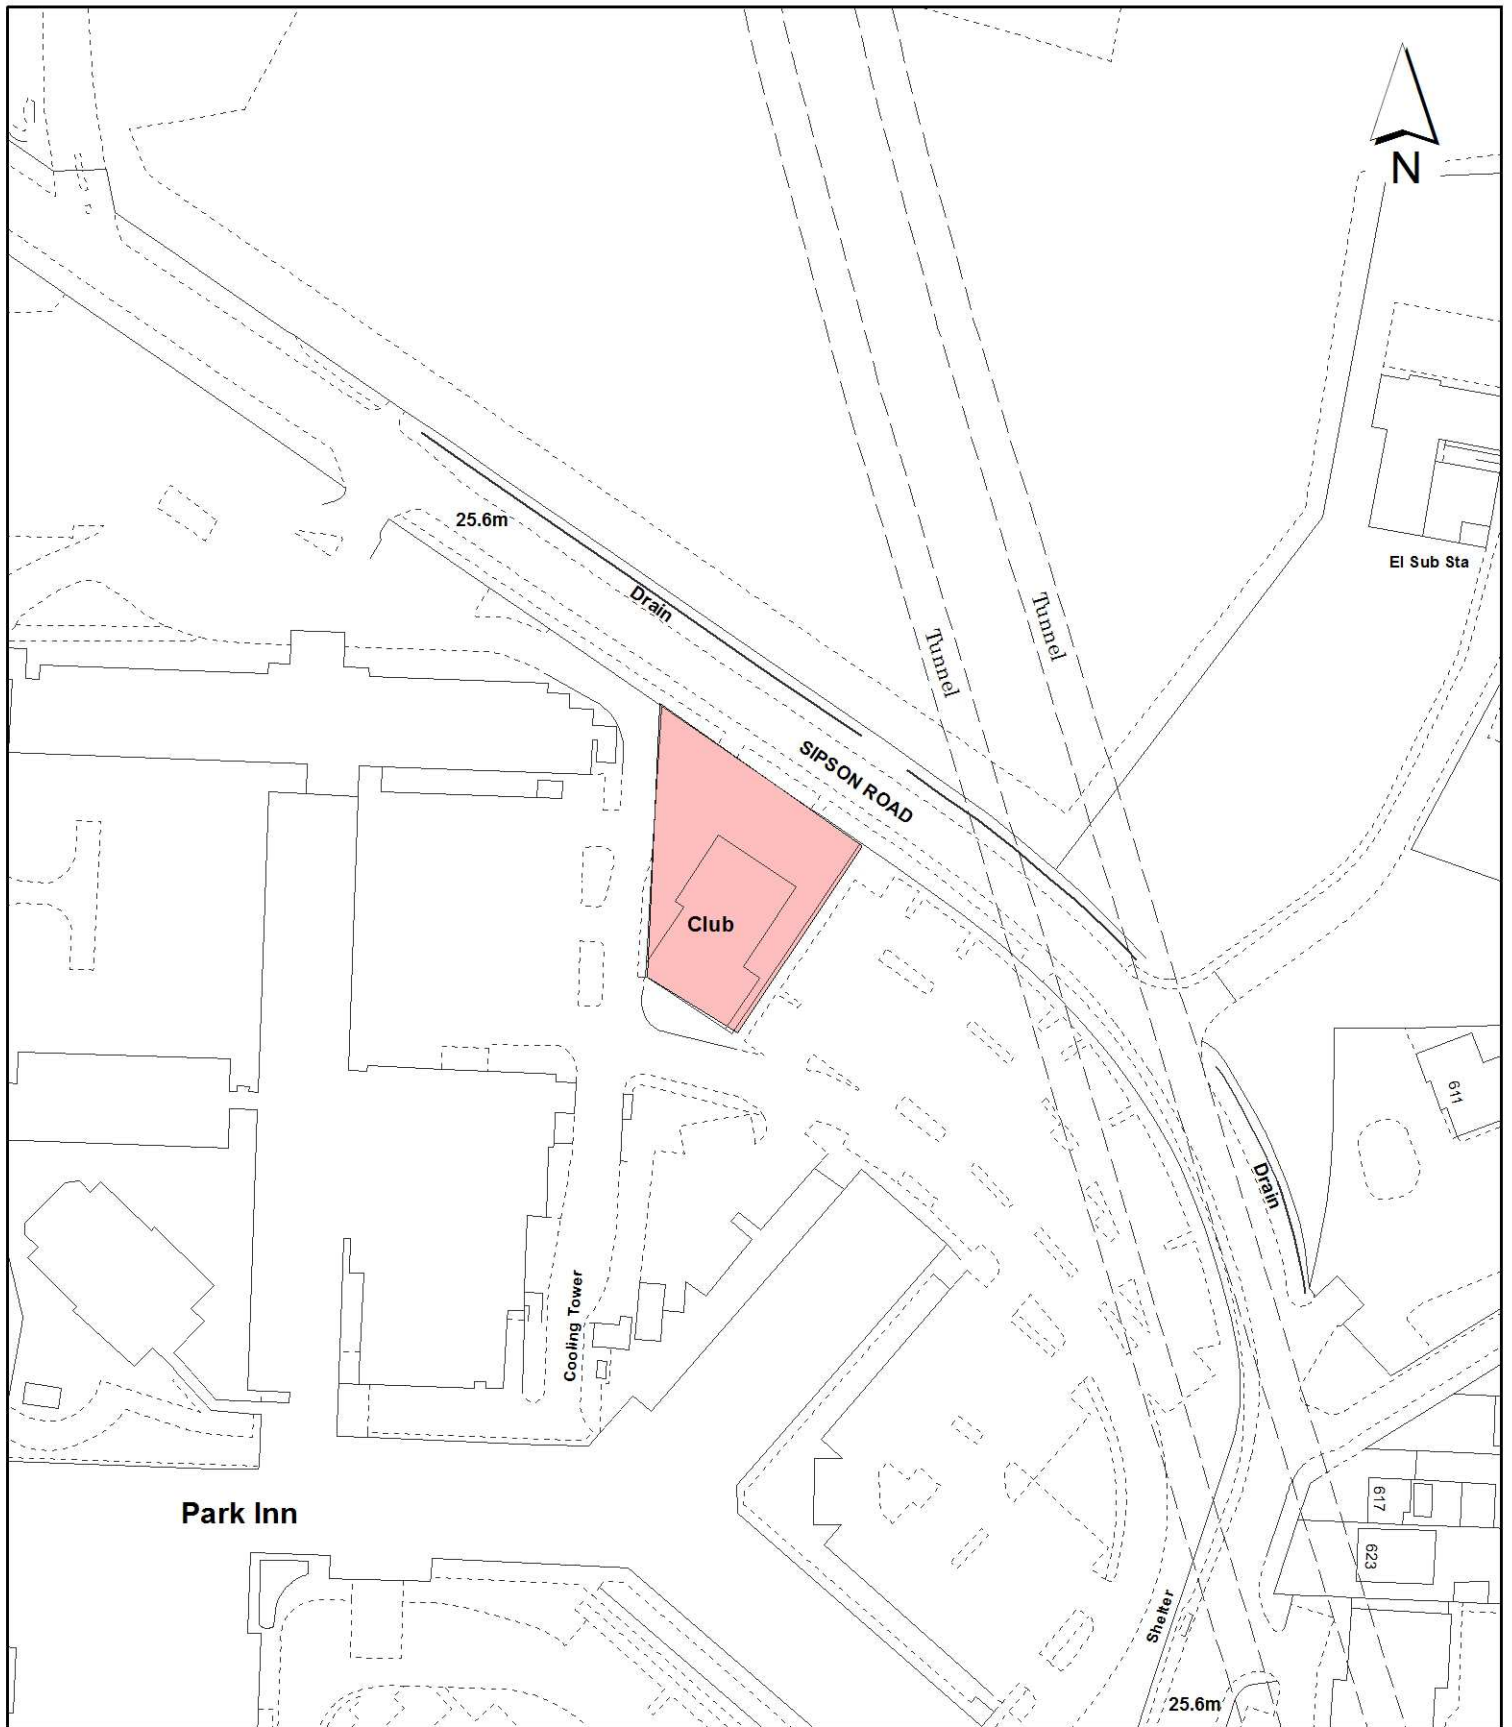 N
25.6m
El Sub Sta
Drain
Tunnel
Tunnel
SIPSON ROAD
Club
611
Drain
Cooling Tower
Park Inn
617
623
Shelter
25.6m